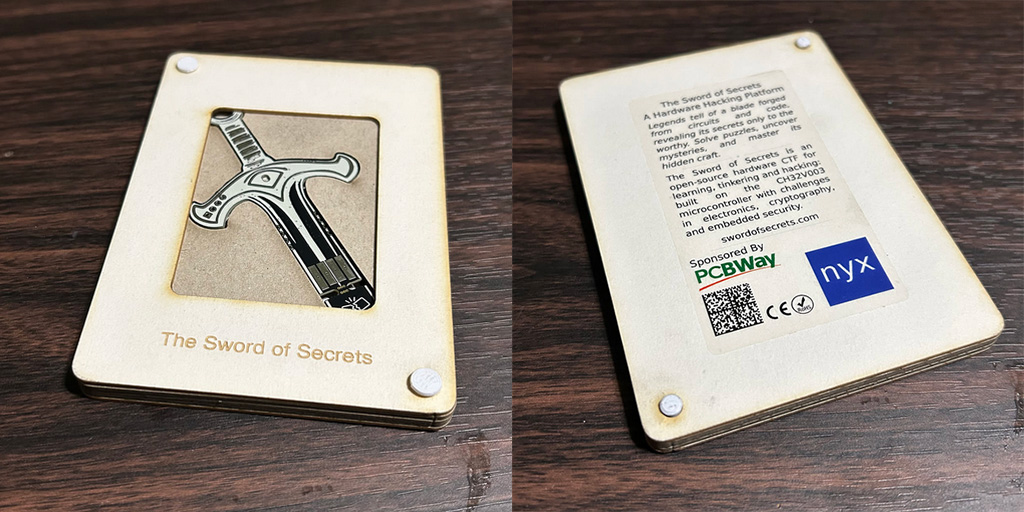 The Sword of Secrets
The Sword of Secrets
A Hardware Hacking Platform
Legends tell of a blade forged
from circuits and code,
revealing its secrets only to the
worthy. Solve puzzles, uncover
mysteries, and master its
hidden craft.
The Sword of Secrets is an
open-source hardware CTF for
learning, tinkering and hacking:
built on the CH32V003
microcontroller with challenges
in electronics, cryptography,
and embedded security.
swordofsecrets.com
Sponsored By
PCBWay
nyx
CE
RoHS